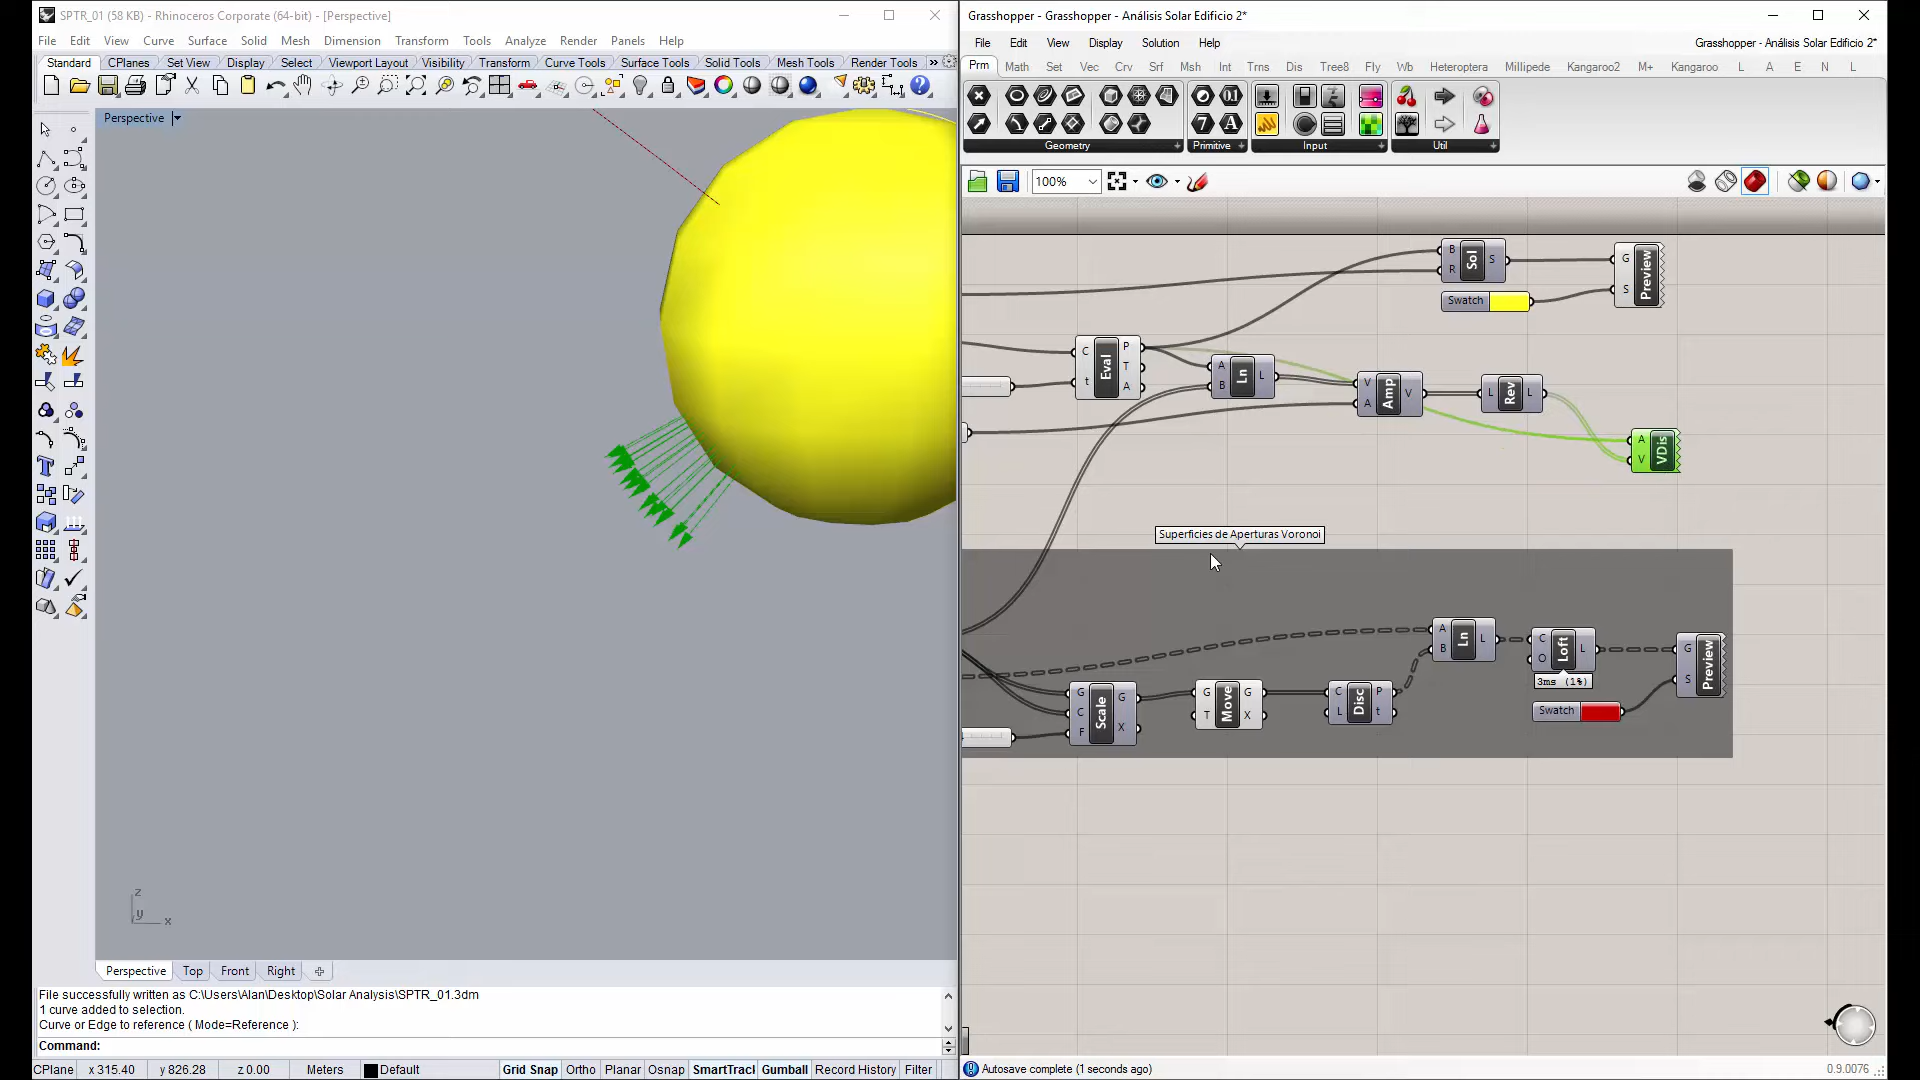 SPTR_01 (58 KB) - Rhinoceros Corporate (64-bit) - [Perspective]
File Edit View Curve Surface Solid Mesh Dimension Transform Tools Analyze Render Panels Help
Standard CPlanes Set View Display Select Viewport Layout Visibility Transform Curve Tools Surface Tools Solid Tools Mesh Tools Render Tools »
Perspective
z
y x
Perspective Top Front Right
File successfully written as C:\Users\Alan\Desktop\Solar Analysis\SPTR_01.3dm
1 curve added to selection.
Curve or Edge to reference ( Mode=Reference ):
Command:
CPlane x 315.40 y 826.28 z 0.00 Meters Default Grid Snap Ortho Planar Osnap SmartTrack Gumball Record History Filter
Grasshopper - Grasshopper - Análisis Solar Edificio 2*
File Edit View Display Solution Help
Grasshopper - Análisis Solar Edificio 2*
Prm Math Set Vec Crv Srf Msh Int Trns Dis Tree8 Fly Wb Heteroptera Millipede Kangaroo2 M+ Kangaroo L A E N L
Geometry Primitive Input Util
100%
B R Sol S
G S Preview
Swatch
C t Eval P T A
A B Ln L
V A Amp V
L Rev L
A V VDis
Superficies de Aperturas Voronoi
A B Ln L
C O Loft L
3ms (1%)
G S Preview
Swatch
G C F Scale G X
G T Move G X
C L Disc P t
Autosave complete (1 seconds ago)
0.9.0076